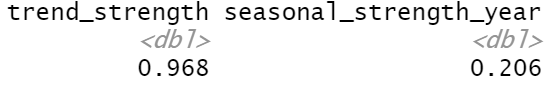 trend_strength seasonal_strength_year
<dbl> <dbl>
0.968 0.206